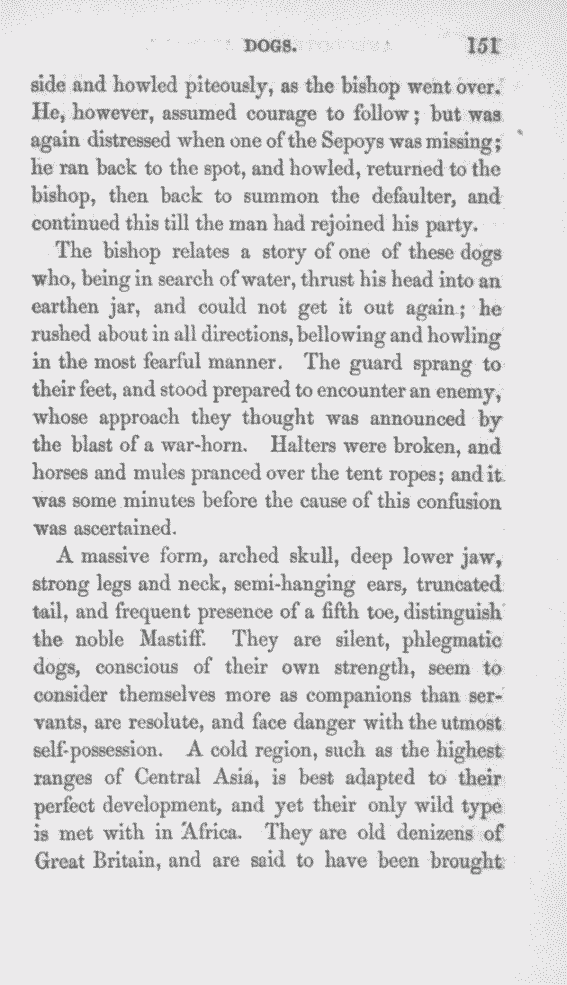 DOGS. 151
side and howled piteously, as the bishop went over.
He, however, assumed courage to follow; but was
again distressed when one of the Sepoys was missing;
he ran back to the spot, and howled, returned to the
bishop, then back to summon the defaulter, and
continued this till the man had rejoined his party.
The bishop relates a story of one of these dogs
who, being in search of water, thrust his head into an
earthen jar, and could not get it out again; he
rushed about in all directions, bellowing and howling
in the most fearful manner. The guard sprang to
their feet, and stood prepared to encounter an enemy,
whose approach they thought was announced by
the blast of a war-horn. Halters were broken, and
horses and mules pranced over the tent ropes; and it
was some minutes before the cause of this confusion
was ascertained.
A massive form, arched skull, deep lower jaw,
strong legs and neck, semi-hanging ears, truncated
tail, and frequent presence of a fifth toe, distinguish
the noble Mastiff. They are silent, phlegmatic
dogs, conscious of their own strength, seem to
consider themselves more as companions than ser-
vants, are resolute, and face danger with the utmost
self-possession. A cold region, such as the highest
ranges of Central Asia, is best adapted to their
perfect development, and yet their only wild type
is met with in Africa. They are old denizens of
Great Britain, and are said to have been brought